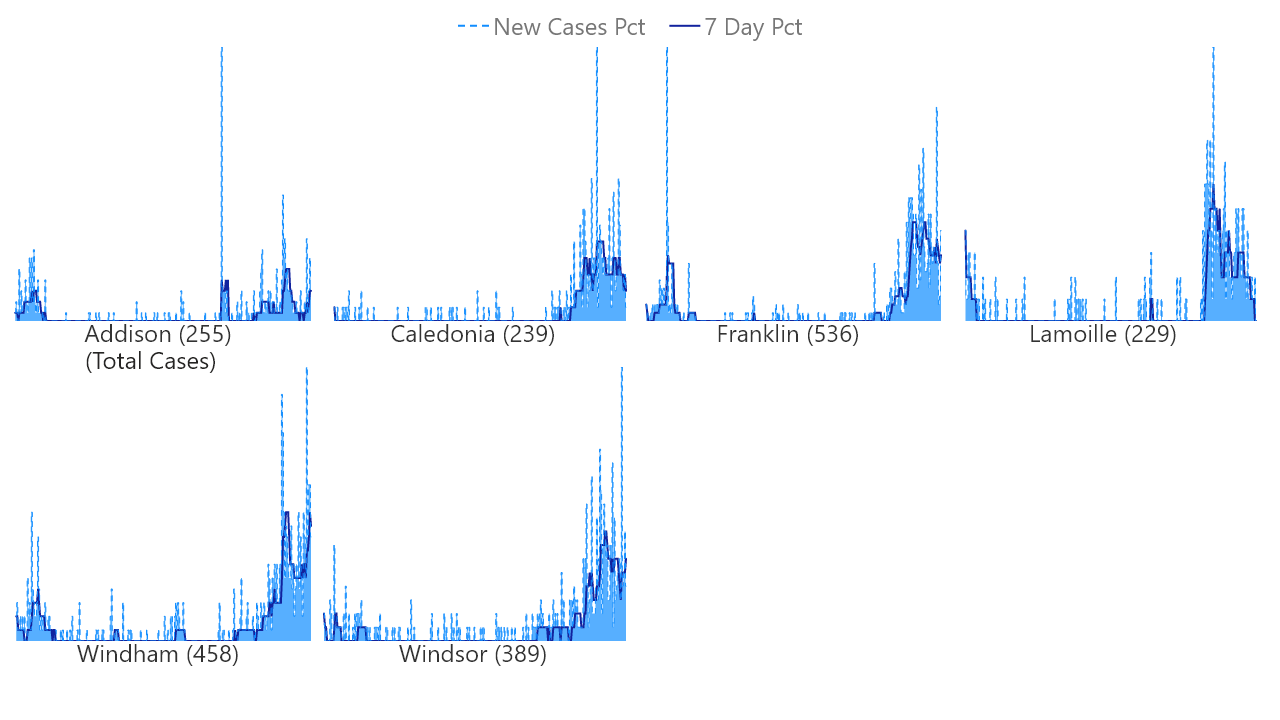 New Cases Pct 7 Day Pct
Addison (255)
(Total Cases)
Caledonia (239)
Franklin (536)
Lamoille (229)
Windham (458)
Windsor (389)